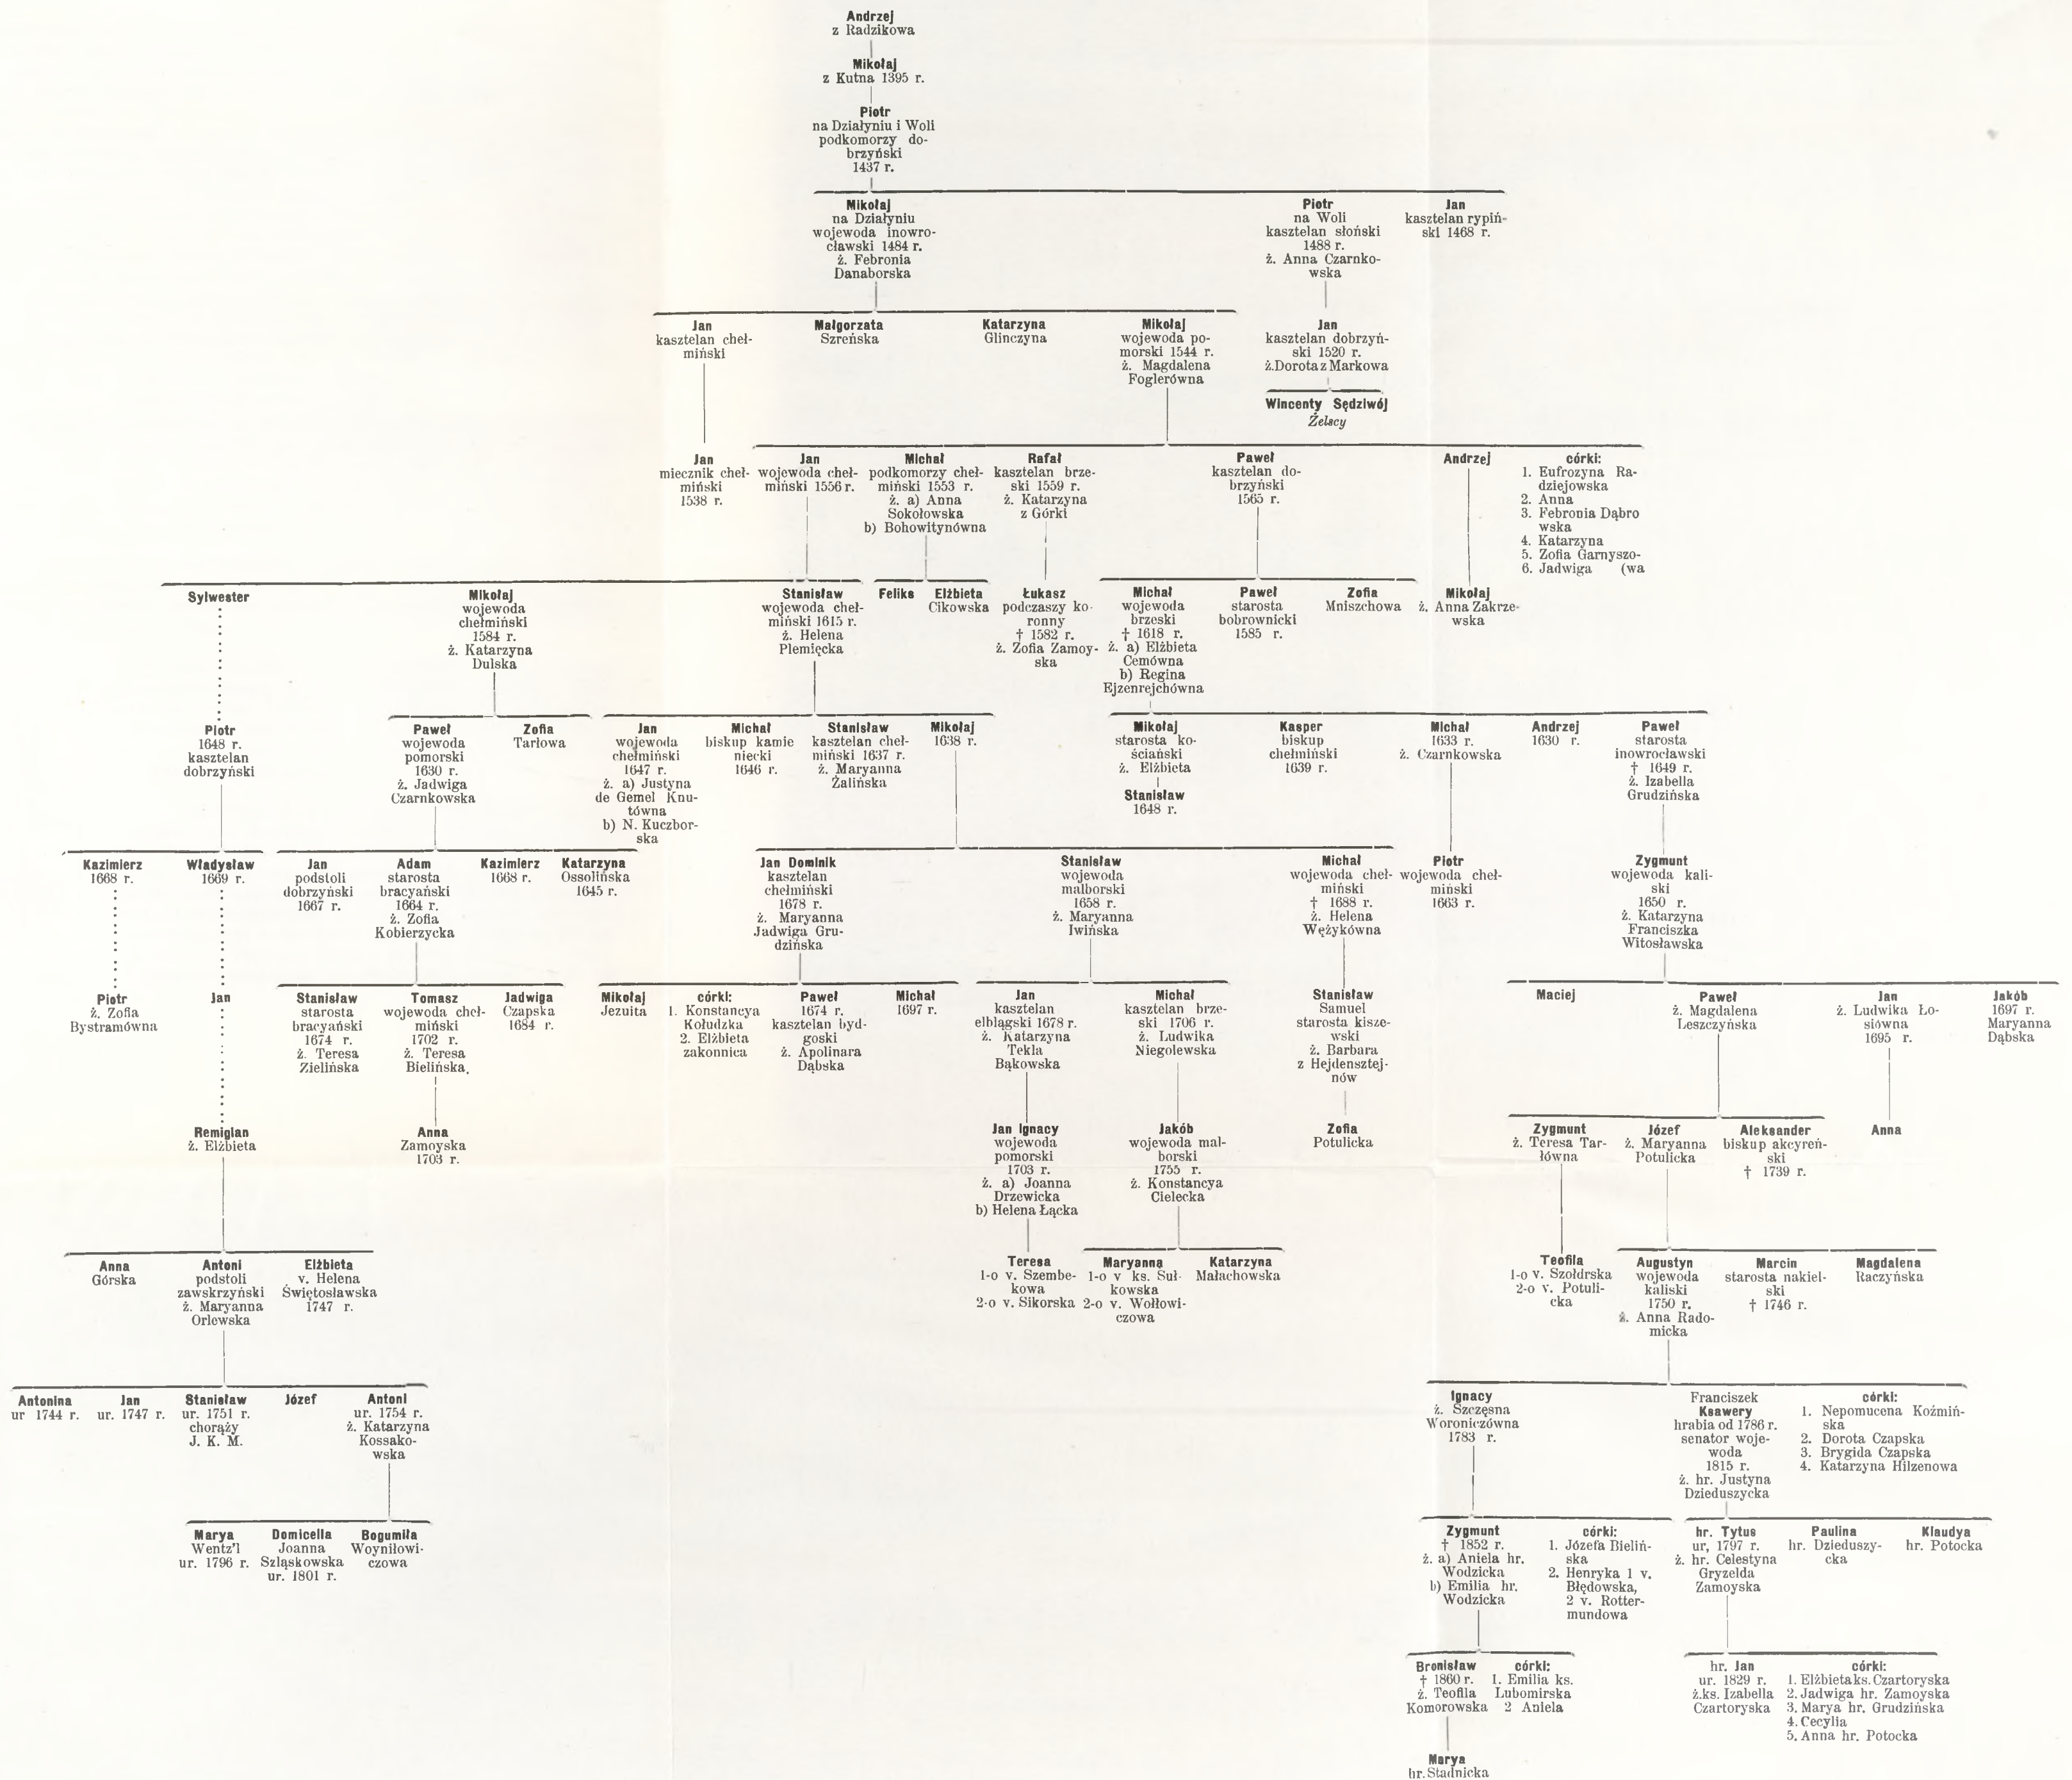 Andrzej
z Radzikowa
Mikołaj
z Kutna 1395 r.
Piotr
na Działyniu i Woli
podkomorzy do-
brzyński
1437 r.
Mikołaj
na Działyniu
wojewoda inowro-
cławski 1484 r.
ż. Febronia
Danaborska
Piotr
na Woli
kasztelan słoński
1488 r.
ż. Anna Czarnko-
wska
Jan
kasztelan rypiń-
ski 1468 r.
Jan
kasztelan cheł-
miński
Małgorzata
Szreńska
Katarzyna
Glinczyna
Mikołaj
wojewoda po-
morski 1544 r.
ż. Magdalena
Foglerówna
Jan
kasztelan dobrzyń-
ski 1520 r.
ż.Dorota z Markowa
Wincenty Sędziwój
Żelscy
Jan
miecznik cheł-
miński
1538 r.
Jan
wojewoda cheł-
miński 1556 r.
Michał
podkomorzy cheł-
miński 1553 r.
ż. a) Anna
Sokołowska
b) Bohowitynówna
Rafał
kasztelan brze-
ski 1559 r.
ż. Katarzyna
z Górki
Paweł
kasztelan do-
brzyński
1565 r.
Andrzej
córki:
1. Eufrozyna Ra-
dziejowska
2. Anna
3. Febronia Dąbro
wska
4. Katarzyna
5. Zofia Garnyszo-
6. Jadwiga (wa
Sylwester
Mikołaj
wojewoda
chełmiński
1584 r.
ż. Katarzyna
Dulska
Stanisław
wojewoda cheł-
miński 1615 r.
ż. Helena
Plemięcka
Feliks
Elżbieta
Cikowska
Łukasz
podczaszy ko-
ronny
† 1582 r.
ż. Zofia Zamoy-
ska
Michał
wojewoda
brzeski
† 1618 r.
ż. a) Elżbieta
Cemówna
b) Regina
Ejzenrejchówna
Paweł
starosta
bobrownicki
1585 r.
Zofia
Mniszchowa
Mikołaj
ż. Anna Zakrze-
wska
Piotr
1648 r.
kasztelan
dobrzyński
Paweł
wojewoda
pomorski
1630 r.
ż. Jadwiga
Czarnkowska
Zofia
Tarłowa
Jan
wojewoda
chełmiński
1647 r.
ż. a) Justyna
de Gemel Knu-
tówna
b) N. Kuczbor-
ska
Michał
biskup kamie
niecki
1646 r.
Stanisław
kasztelan cheł-
miński 1637 r.
ż. Maryanna
Żalińska
Mikołaj
1638 r.
Mikołaj
starosta ko-
ściański
ż. Elżbieta
Stanisław
1648 r.
Kasper
biskup
chełmiński
1639 r.
Michał
1633 r.
ż. Czarnkowska
Andrzej
1630 r.
Paweł
starosta
inowrocławski
† 1649 r.
ż. Izabella
Grudzińska
Kazimierz
1668 r.
Władysław
1669 r.
Jan
podstoli
dobrzyński
1667 r.
Adam
starosta
bracyański
1664 r.
ż. Zofia
Kobierzycka
Kazimierz
1668 r.
Katarzyna
Ossolińska
1645 r.
Jan Dominik
kasztelan
chełmiński
1678 r.
ż. Maryanna
Jadwiga Gru-
dzińska
Stanisław
wojewoda
malborski
1658 r.
ż. Maryanna
Iwińska
Michał
wojewoda cheł-
miński
† 1688 r.
ż. Helena
Wężykówna
Piotr
wojewoda cheł-
miński
1663 r.
Zygmunt
wojewoda kali-
ski
1650 r.
ż. Katarzyna
Franciszka
Witosławska
Piotr
ż. Zofia
Bystramówna
Jan
Stanisław
starosta
bracyański
1674 r.
ż. Teresa
Zielińska
Tomasz
wojewoda cheł-
miński
1702 r.
ż. Teresa
Bielińska.
Jadwiga
Czapska
1684 r.
Mikołaj
Jezuita
córki:
1. Konstancya
Kołudzka
2. Elżbieta
zakonnica
Paweł
1674 r.
kasztelan byd-
goski
ż. Apolinara
Dąbska
Michał
1697 r.
Jan
kasztelan
elbląski 1678 r.
ż. Katarzyna
Tekla
Bąkowska
Michał
kasztelan brze-
ski 1706 r.
ż. Ludwika
Niegolewska
Stanisław
Samuel
starosta kisze-
wski
ż. Barbara
z Hejdensztej-
nów
Maciej
Paweł
ż. Magdalena
Leszczyńska
Jan
ż. Ludwika Ło-
siówna
1695 r.
Jakób
1697 r.
Maryanna
Dąbska
Remigian
ż. Elżbieta
Anna
Zamoyska
1703 r.
Jan Ignacy
wojewoda
pomorski
1703 r.
ż. a) Joanna
Drzewicka
b) Helena Łącka
Jakób
wojewoda mal-
borski
1755 r.
ż. Konstancya
Cielecka
Zofia
Potulicka
Zygmunt
ż. Teresa Tar-
łówna
Józef
ż. Maryanna
Potulicka
Aleksander
biskup akcyreń-
ski
† 1739 r.
Anna
Anna
Górska
Antoni
podstoli
zawskrzyński
ż. Maryanna
Orlewska
Elżbieta
v. Helena
Świętosławska
1747 r.
Teresa
1-o v. Szembe-
kowa
2-o v. Sikorska
Maryanna
1-o v ks. Suł-
kowska
2-o v. Wołłowi-
czowa
Katarzyna
Małachowska
Teofila
1-o v. Szołdrska
2-o v. Potuli-
cka
Augustyn
wojewoda
kaliski
1750 r.
ż. Anna Rado-
micka
Marcin
starosta nakiel-
ski
† 1746 r.
Magdalena
Raczyńska
Antonina
ur 1744 r.
Jan
ur. 1747 r.
Stanisław
ur. 1751 r.
chorąży
J. K. M.
Józef
Antoni
ur. 1754 r.
ż. Katarzyna
Kossako-
wska
Ignacy
ż. Szczęsna
Woroniczówna
1783 r.
Franciszek
Ksawery
hrabia od 1786 r.
senator woje-
woda
1815 r.
ż. hr. Justyna
Dzieduszycka
córki:
1. Nepomucena Koźmiń-
ska
2. Dorota Czapska
3. Brygida Czapska
4. Katarzyna Hilzenowa
Marya
Wentz'l
ur. 1796 r.
Domicella
Joanna
Szląskowska
ur. 1801 r.
Bogumiła
Woyniłowi-
czowa
Zygmunt
† 1852 r.
ż. a) Aniela hr.
Wodzicka
b) Emilia hr.
Wodzicka
córki:
1. Józefa Bieliń-
ska
2. Henryka 1 v.
Błędowska,
2 v. Rotter-
mundowa
hr. Tytus
ur, 1797 r.
ż. hr. Celestyna
Gryzelda
Zamoyska
Paulina
hr. Dzieduszy-
cka
Klaudya
hr. Potocka
Bronisław
† 1860 r.
ż. Teofila
Komorowska
córki:
I. Emilia ks.
Lubomirska
2 Aniela
hr. Jan
ur. 1829 r.
ż.ks. Izabella
Czartoryska
córki:
1. Elżbieta ks. Czartoryska
2. Jadwiga hr. Zamoyska
3. Marya hr. Grudzińska
4. Cecylia
5. Anna hr. Potocka
Marya
hr. Stadnicka